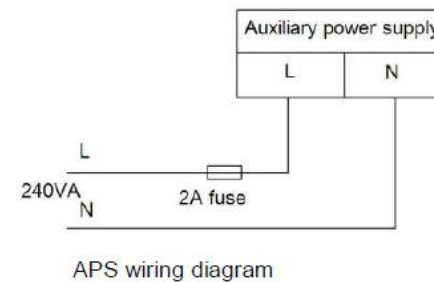 Auxiliary power supply
L N
L
240VA
N
2A fuse
APS wiring diagram